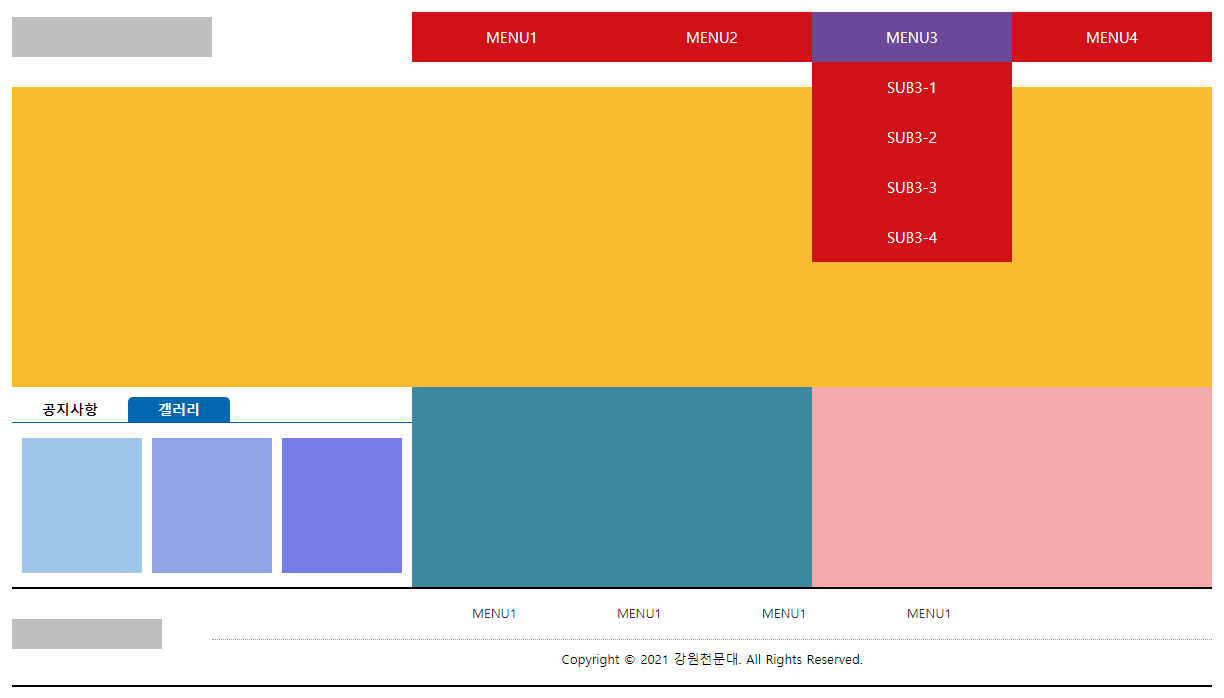 MENU1 MENU2 MENU3 MENU4
SUB3-1
SUB3-2
SUB3-3
SUB3-4
공지사항 갤러리
MENU1 MENU1 MENU1 MENU1
Copyright © 2021 강원천문대. All Rights Reserved.